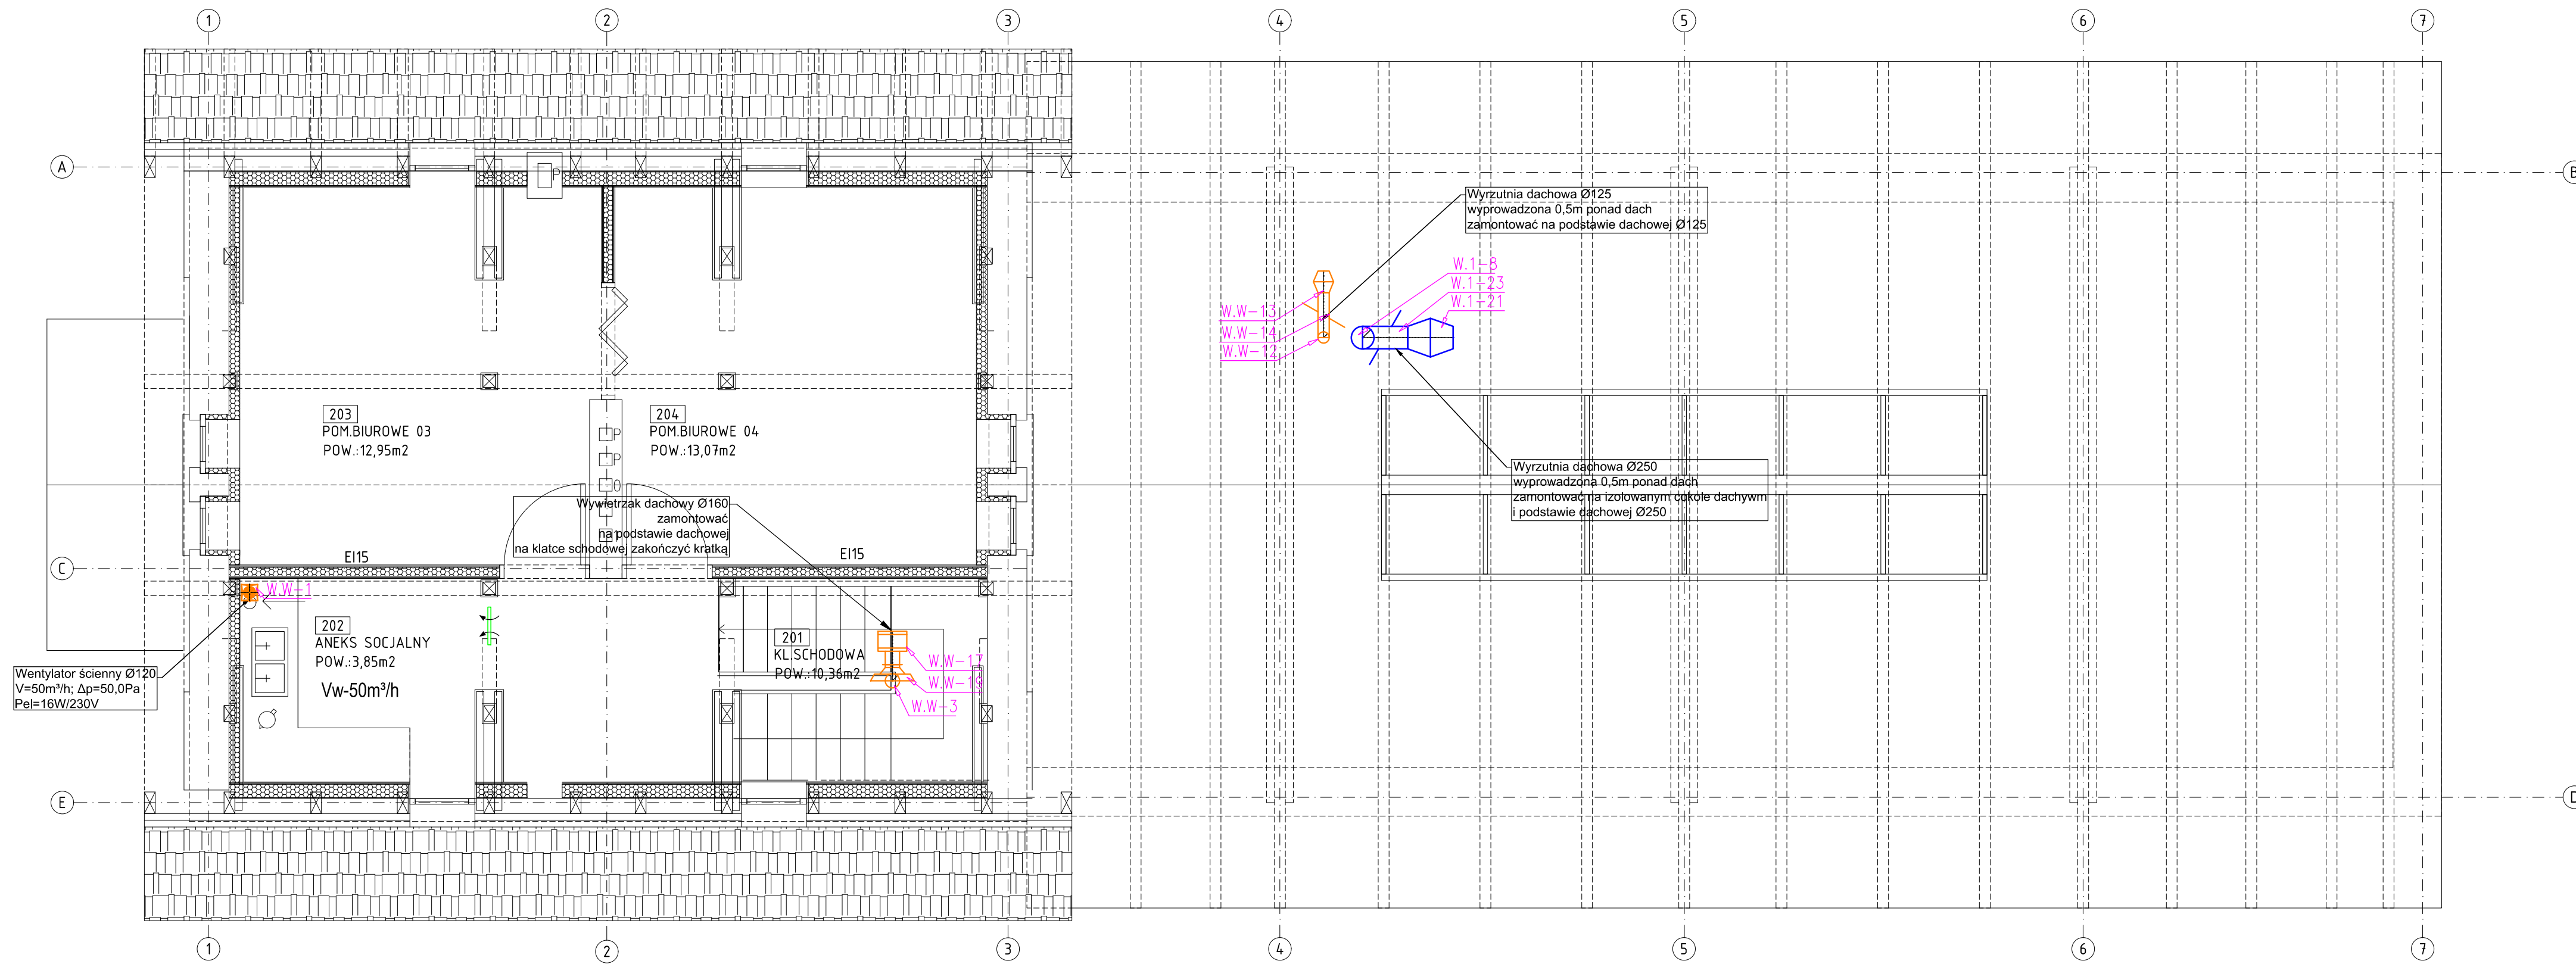 1
2
3
4
5
6
7
A
B
P
Wyrzutnia dachowa Ø125
wyprowadzona 0,5m ponad dach
zamontować na podstawie dachowej Ø125
W.1-8
W.1-23
W.1-21
W.W-13
W.W-14
W.W-12
203
POM.BIUROWE 03
POW.:12,95m2
204
POM.BIUROWE 04
POW.:13,07m2
P
P
O
Wyrzutnia dachowa Ø250
wyprowadzona 0,5m ponad dach
zamontować na izolowanym cokole dachywm
i podstawie dachowej Ø250
Wywietrzak dachowy Ø160
zamontować
na podstawie dachowej
na klatce schodowej zakończyć kratką
EI15
EI15
C
W.W-1
202
ANEKS SOCJALNY
POW.:3,85m2
Vw-50m³/h
201
KL.SCHODOWA
POW.:10,36m2
W.W-17
W.W-19
W.W-3
Wentylator ścienny Ø120
V=50m³/h; Δp=50,0Pa
Pel=16W/230V
E
D
1
2
3
4
5
6
7